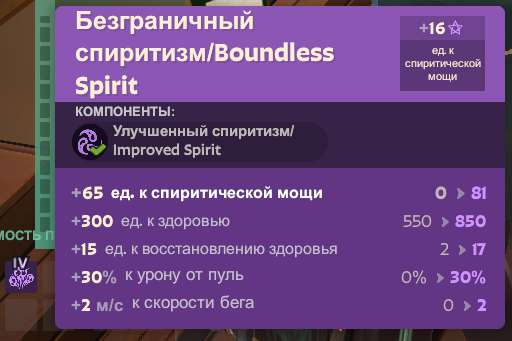 Безграничный
спиритизм/Boundless
Spirit
+16
ед. к
спиритической
мощи
КОМПОНЕНТЫ:
Улучшенный спиритизм/
Improved Spirit
+65 ед. к спиритической мощи 0 81
+300 ед. к здоровью 550 850
+15 ед. к восстановлению здоровья 2 17
+30% к урону от пуль 0% 30%
+2 м/с к скорости бега 0 2
МОСТЬ П
IV